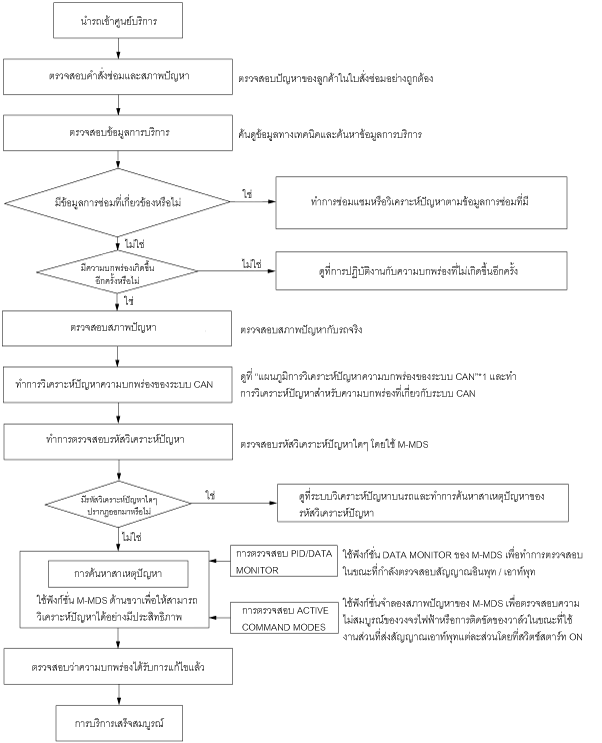 นำรถเข้าศูนย์บริการ
ตรวจสอบคำสั่งซ่อมและสภาพปัญหา
ตรวจสอบปัญหาของลูกค้าในใบสั่งซ่อมอย่างถูกต้อง
ตรวจสอบข้อมูลการบริการ
ค้นดูข้อมูลทางเทคนิคและค้นหาข้อมูลการบริการ
มีข้อมูลการซ่อมที่เกี่ยวข้องหรือไม่
ใช่
ทำการซ่อมแซมหรือวิเคราะห์ปัญหาตามข้อมูลการซ่อมที่มี
ไม่ใช่
มีความบกพร่องเกิดขึ้น
อีกครั้งหรือไม่
ไม่ใช่
ดูที่การปฏิบัติงานกับความบกพร่องที่ไม่เกิดขึ้นอีกครั้ง
ใช่
ตรวจสอบสภาพปัญหา
ตรวจสอบสภาพปัญหากับรถจริง
ทำการวิเคราะห์ปัญหาความบกพร่องของระบบ CAN
ดูที่ "แผนภูมิการวิเคราะห์ปัญหาความบกพร่องของระบบ CAN"*1 และทำ
การวิเคราะห์ปัญหาสำหรับความบกพร่องที่เกี่ยวกับระบบ CAN
ทำการตรวจสอบรหัสวิเคราะห์ปัญหา
ตรวจสอบรหัสวิเคราะห์ปัญหาใดๆ โดยใช้ M-MDS
มีรหัสวิเคราะห์ปัญหาใดๆ
ปรากฏออกมาหรือไม่
ใช่
ดูที่ระบบวิเคราะห์ปัญหาบนรถและทำการค้นหาสาเหตุปัญหาของ
รหัสวิเคราะห์ปัญหา
ไม่ใช่
การค้นหาสาเหตุปัญหา
ใช้ฟังก์ชั่น M-MDS ด้านขวาเพื่อให้สามารถ
วิเคราะห์ปัญหาได้อย่างมีประสิทธิภาพ
การตรวจสอบ PID/DATA
MONITOR
ใช้ฟังก์ชั่น DATA MONITOR ของ M-MDS เพื่อทำการตรวจสอบ
ในขณะที่กำลังตรวจสอบสัญญาณอินพุท / เอาท์พุท
การตรวจสอบ ACTIVE
COMMAND MODES
ใช้ฟังก์ชั่นจำลองสภาพปัญหาของ M-MDS เพื่อตรวจสอบความ
ไม่สมบูรณ์ของวงจรไฟฟ้าหรือการติดขัดของวาล์วในขณะที่ใช้
งานส่วนที่ส่งสัญญาณเอาท์พุทแต่ละส่วนโดยที่สวิตช์สตาร์ท ON
ตรวจสอบว่าความบกพร่องได้รับการแก้ไขแล้ว
การบริการเสร็จสมบูรณ์